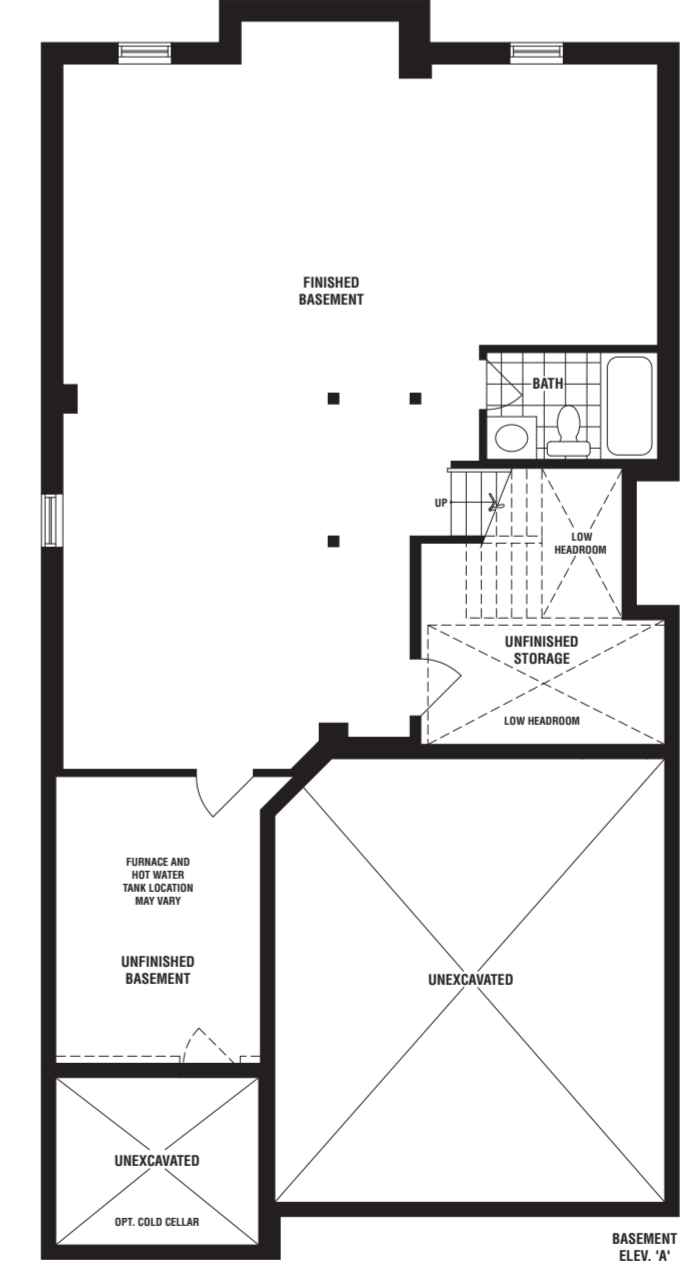 FINISHED
BASEMENT
BATH
UP
LOW
HEADROOM
UNFINISHED
STORAGE
LOW HEADROOM
FURNACE AND
HOT WATER
TANK LOCATION
MAY VARY
UNFINISHED
BASEMENT
UNEXCAVATED
UNEXCAVATED
OPT. COLD CELLAR
BASEMENT
ELEV. 'A'